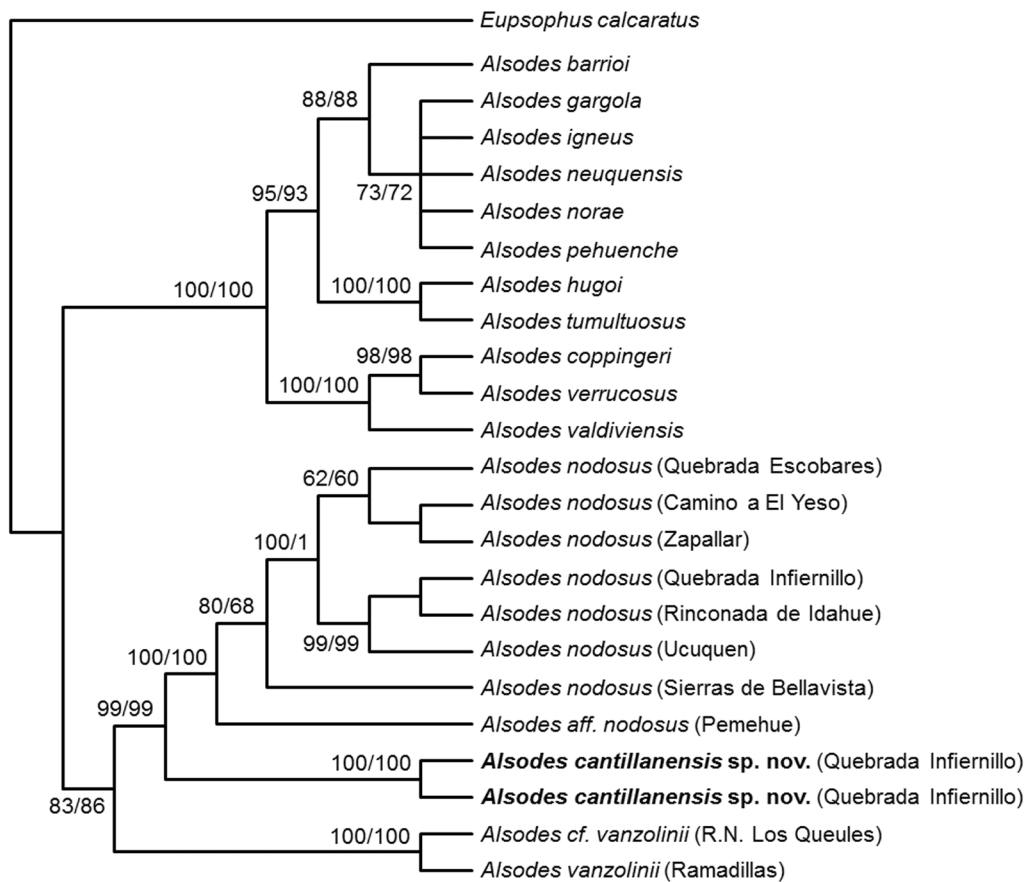 Eupsophus calcaratus
Alsodes barrioi
88/88
Alsodes gargola
Alsodes igneus
Alsodes neuquensis
73/72
95/93
Alsodes norae
Alsodes pehuenche
100/100
Alsodes hugoi
100/100
Alsodes tumultuosus
Alsodes coppingeri
98/98
100/100
Alsodes verrucosus
Alsodes valdiviensis
Alsodes nodosus (Quebrada Escobares)
62/60
Alsodes nodosus (Camino a El Yeso)
100/1
Alsodes nodosus (Zapallar)
Alsodes nodosus (Quebrada Infiernillo)
80/68
Alsodes nodosus (Rinconada de Idahue)
99/99
Alsodes nodosus (Ucuquen)
100/100
Alsodes nodosus (Sierras de Bellavista)
99/99
Alsodes aff. nodosus (Pemehue)
100/100
Alsodes cantillanensis sp. nov. (Quebrada Infiernillo)
Alsodes cantillanensis sp. nov. (Quebrada Infiernillo)
83/86
100/100
Alsodes cf. vanzolinii (R.N. Los Queules)
Alsodes vanzolinii (Ramadillas)